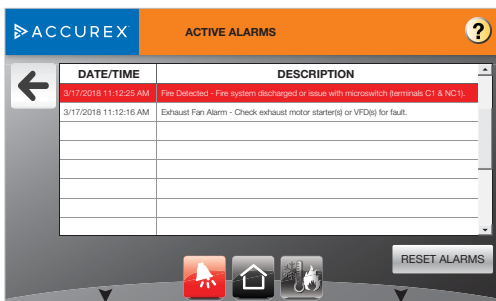 ACCUREX
ACTIVE ALARMS
?
DATE/TIME DESCRIPTION
3/17/2018 11:12:25 AM Fire Detected - Fire system discharged or issue with microswitch (terminals C1 & NC1).
3/17/2018 11:12:16 AM Exhaust Fan Alarm - Check exhaust motor starter(s) or VFD(s) for fault.
RESET ALARMS